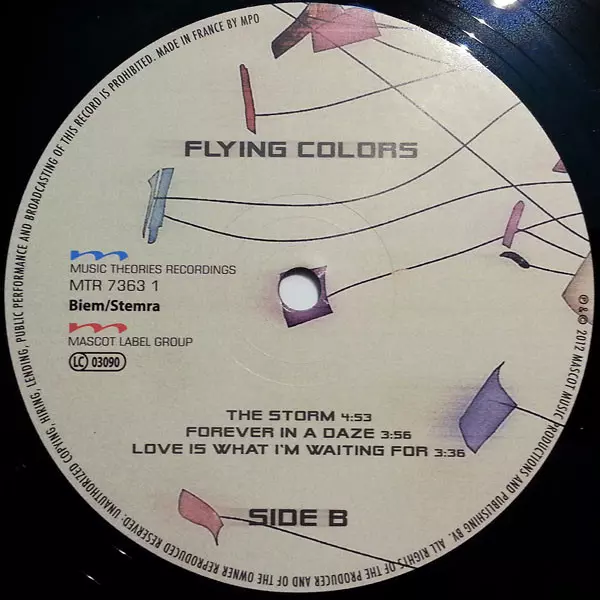 FLYING COLORS
MUSIC THEORIES RECORDINGS
MTR 7363 1
Biem/Stemra
MASCOT LABEL GROUP
LC 03090
THE STORM 4:53
FOREVER IN A DAZE 3:56
LOVE IS WHAT I'M WAITING FOR 3:36
SIDE B
℗ & © 2012 MASCOT MUSIC PRODUCTIONS AND PUBLISHING BV. ALL RIGHTS OF THE PRODUCER AND OF THE OWNER REPRODUCED RESERVED. UNAUTHORIZED COPYING, HIRING, LENDING, PUBLIC PERFORMANCE AND BROADCASTING OF THIS RECORD IS PROHIBITED. MADE IN FRANCE BY MPO